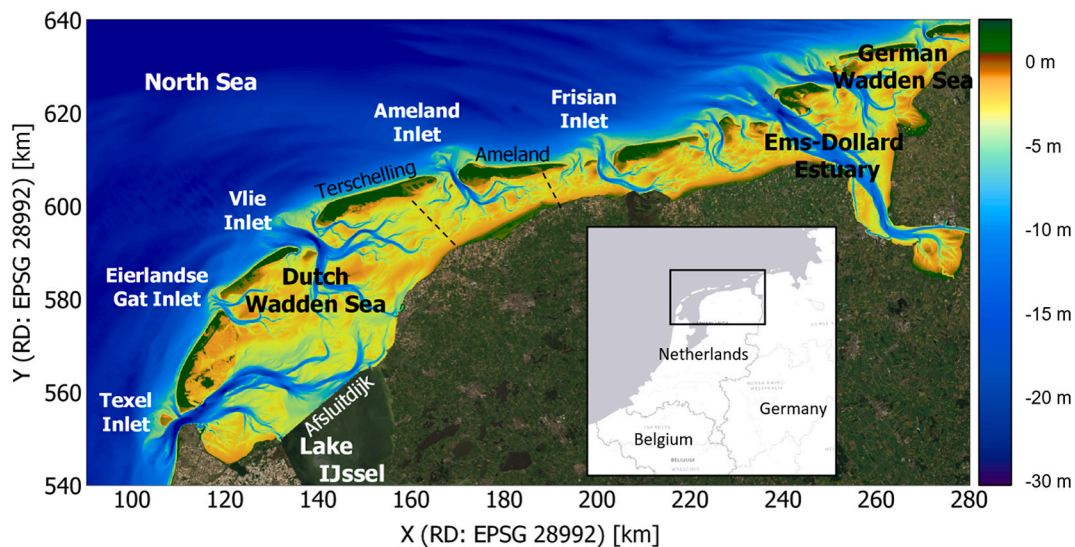 640
620
600
580
560
540
Y (RD: EPSG 28992) [km]
North Sea
Ameland
Inlet
Frisian
Inlet
German
Wadden Sea
Ems-Dollard
Estuary
Terschelling
Ameland
Vlie
Inlet
Eierlandse
Gat Inlet
Dutch
Wadden Sea
Texel
Inlet
Afsluitdijk
Lake
IJssel
Netherlands
Germany
Belgium
BELGIQUE
100
120
140
160
180
200
220
240
260
280
X (RD: EPSG 28992) [km]
0 m
-5 m
-10 m
-15 m
-20 m
-25 m
-30 m